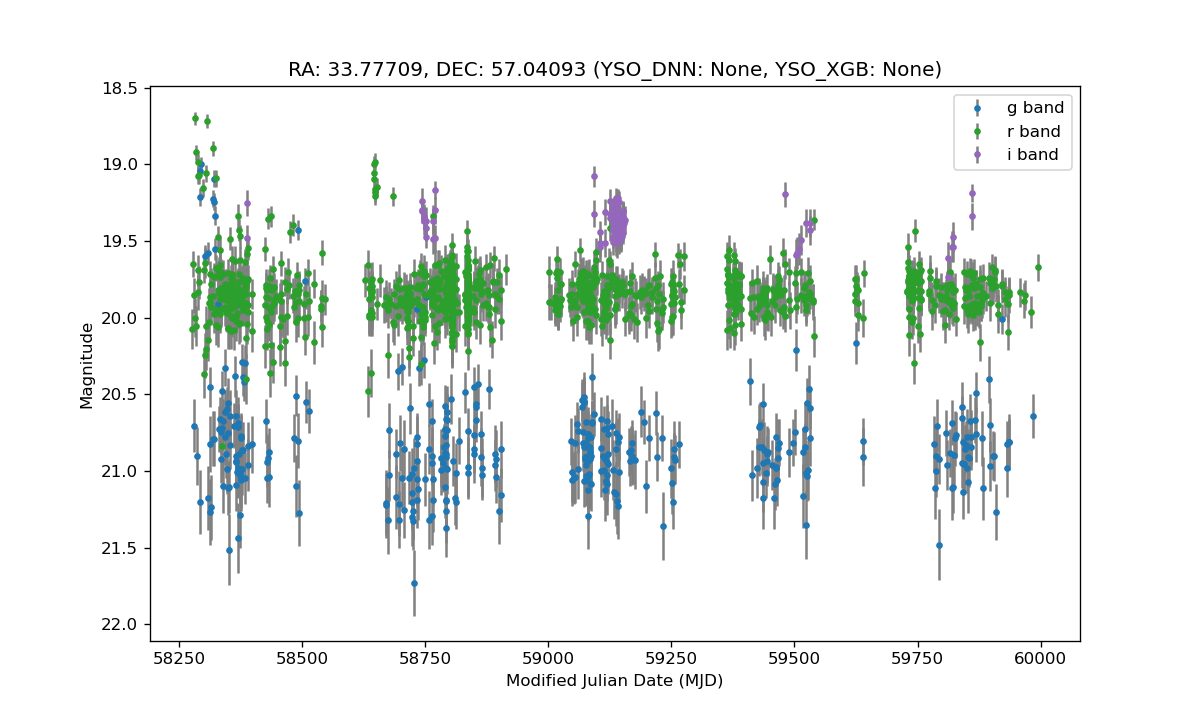 RA: 33.77709, DEC: 57.04093 (YSO_DNN: None, YSO_XGB: None)
g band
r band
i band
18.5
19.0
19.5
20.0
20.5
21.0
21.5
22.0
Magnitude
58250 58500 58750 59000 59250 59500 59750 60000
Modified Julian Date (MJD)